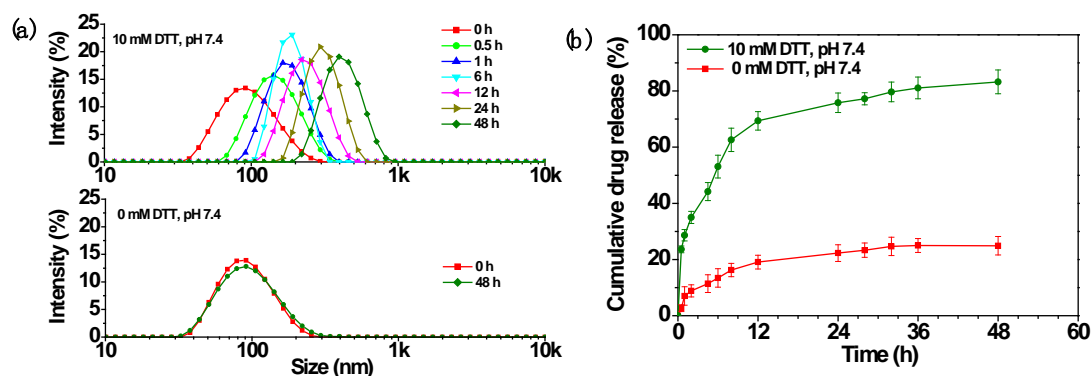 (a)
25
20
15
10
5
0
Intensity (%)
10 mM DTT, pH 7.4
0 h
0.5 h
1 h
6 h
12 h
24 h
48 h
10 100 1k 10k
25
20
15
10
5
0
Intensity (%)
0 mM DTT, pH 7.4
0 h
48 h
10 100 1k 10k
Size (nm)
(b)
100
80
60
40
20
0
Cumulative drug release (%)
10 mM DTT, pH 7.4
0 mM DTT, pH 7.4
0 12 24 36 48 60
Time (h)